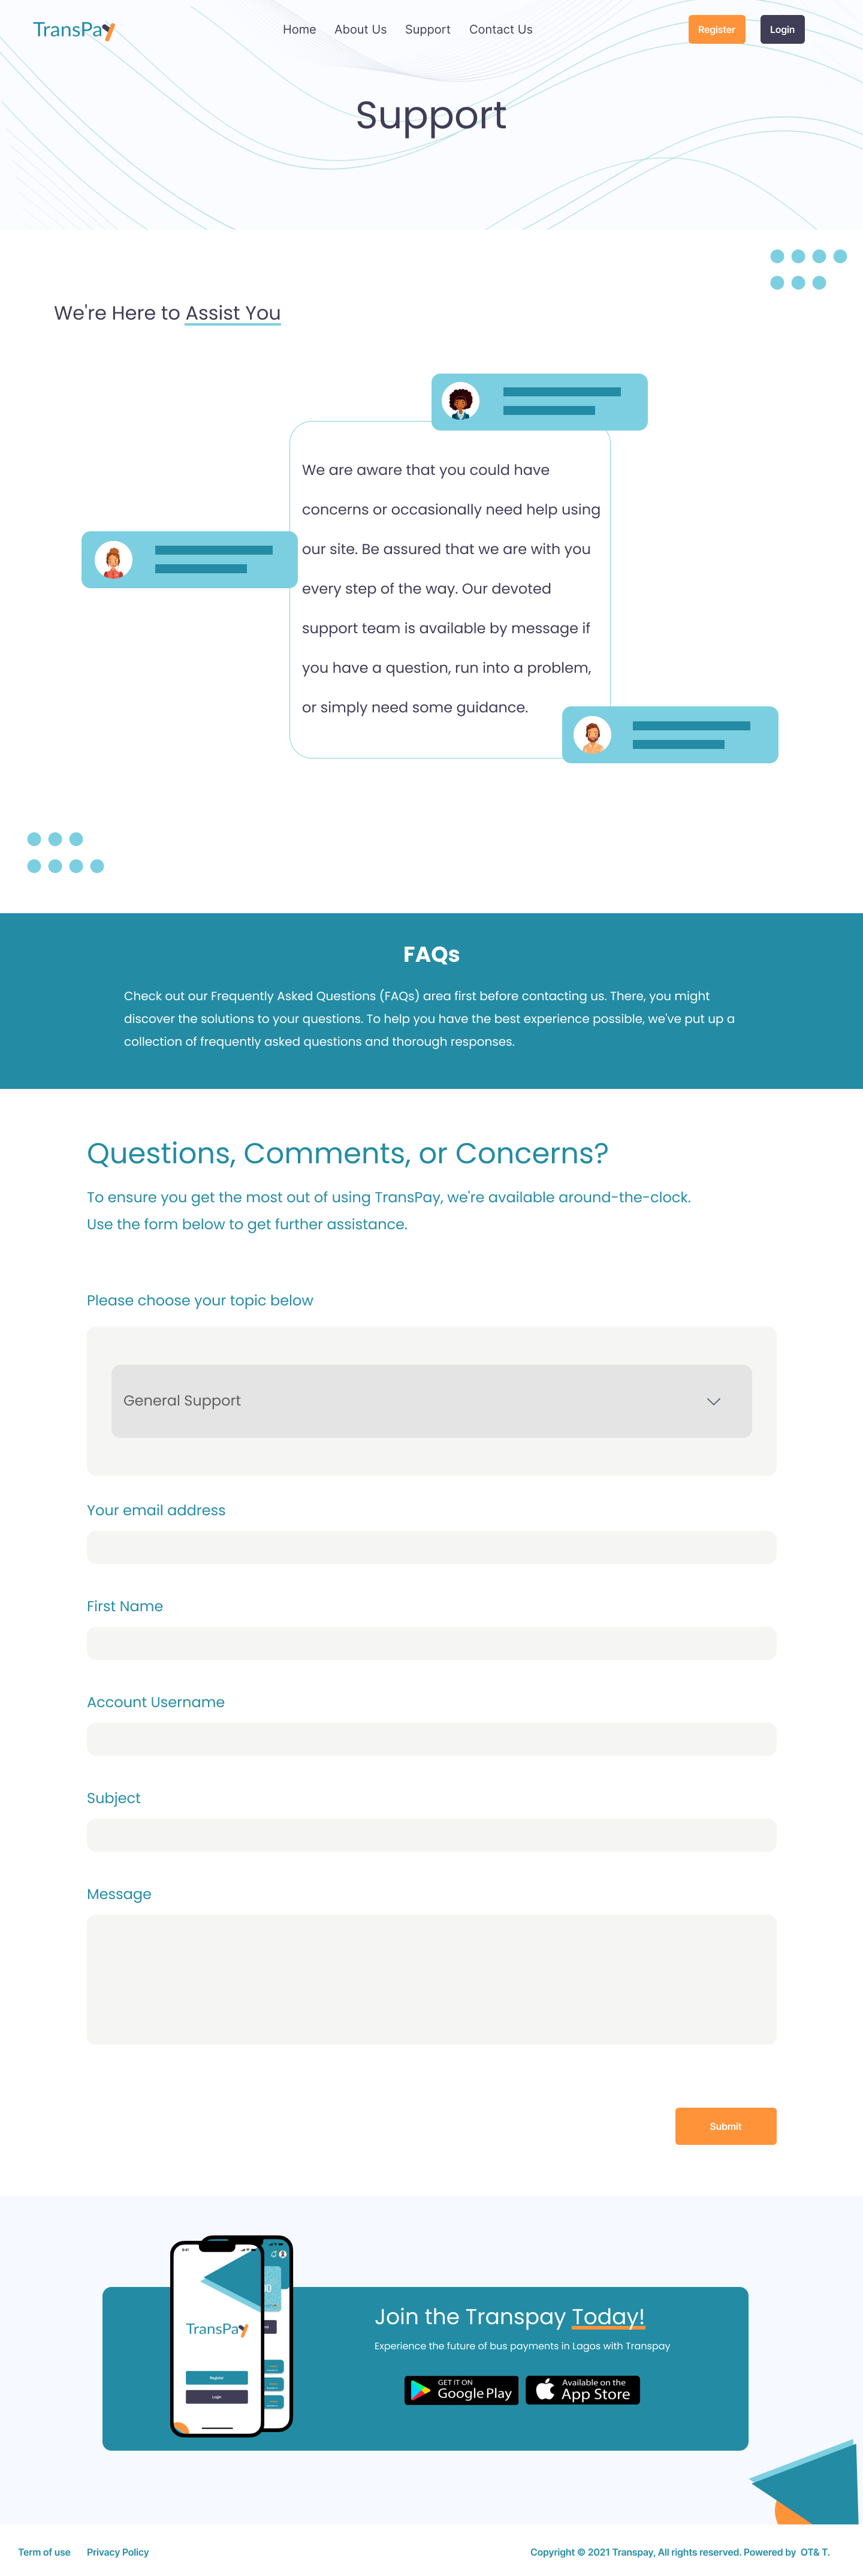 TransPay
Home About Us Support Contact Us
Register Login
Support
We're Here to Assist You
We are aware that you could have
concerns or occasionally need help using
our site. Be assured that we are with you
every step of the way. Our devoted
support team is available by message if
you have a question, run into a problem,
or simply need some guidance.
FAQs
Check out our Frequently Asked Questions (FAQs) area first before contacting us. There, you might
discover the solutions to your questions. To help you have the best experience possible, we've put up a
collection of frequently asked questions and thorough responses.
Questions, Comments, or Concerns?
To ensure you get the most out of using TransPay, we're available around-the-clock.
Use the form below to get further assistance.
Please choose your topic below
General Support
Your email address
First Name
Account Username
Subject
Message
Submit
9:41
TransPay
Register
Login
Join the Transpay Today!
Experience the future of bus payments in Lagos with Transpay
GET IT ON
Google Play
Available on the
App Store
Term of use Privacy Policy
Copyright © 2021 Transpay, All rights reserved. Powered by OT& T.